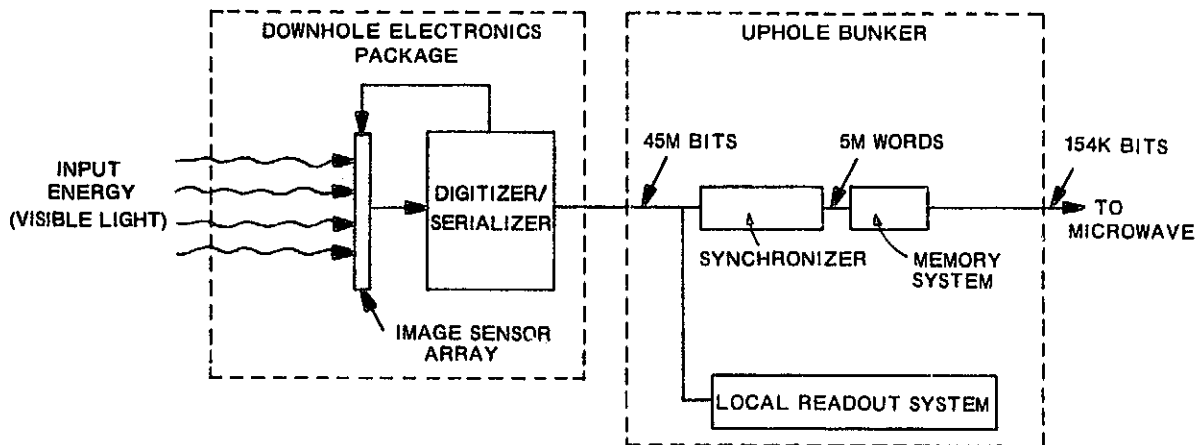 DOWNHOLE ELECTRONICS
PACKAGE
UPHOLE BUNKER
INPUT
ENERGY
(VISIBLE LIGHT)
DIGITIZER/
SERIALIZER
IMAGE SENSOR
ARRAY
45M BITS
5M WORDS
154K BITS
SYNCHRONIZER
MEMORY
SYSTEM
TO
MICROWAVE
LOCAL READOUT SYSTEM